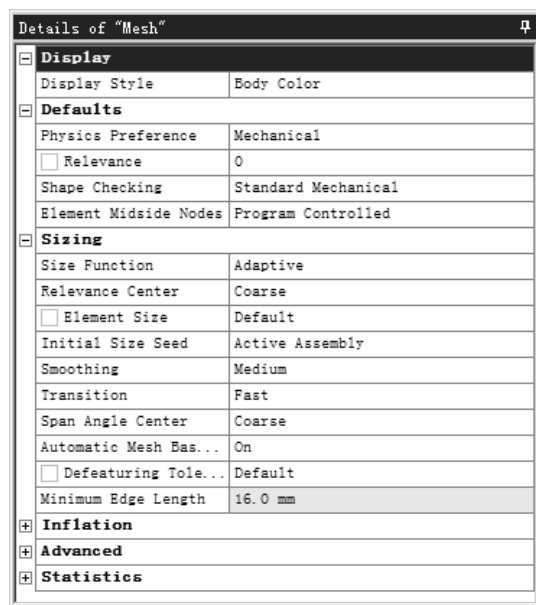 Details of "Mesh"
Display
Display Style Body Color
Defaults
Physics Preference Mechanical
Relevance 0
Shape Checking Standard Mechanical
Element Midside Nodes Program Controlled
Sizing
Size Function Adaptive
Relevance Center Coarse
Element Size Default
Initial Size Seed Active Assembly
Smoothing Medium
Transition Fast
Span Angle Center Coarse
Automatic Mesh Bas... On
Defeaturing Tole... Default
Minimum Edge Length 16.0 mm
Inflation
Advanced
Statistics